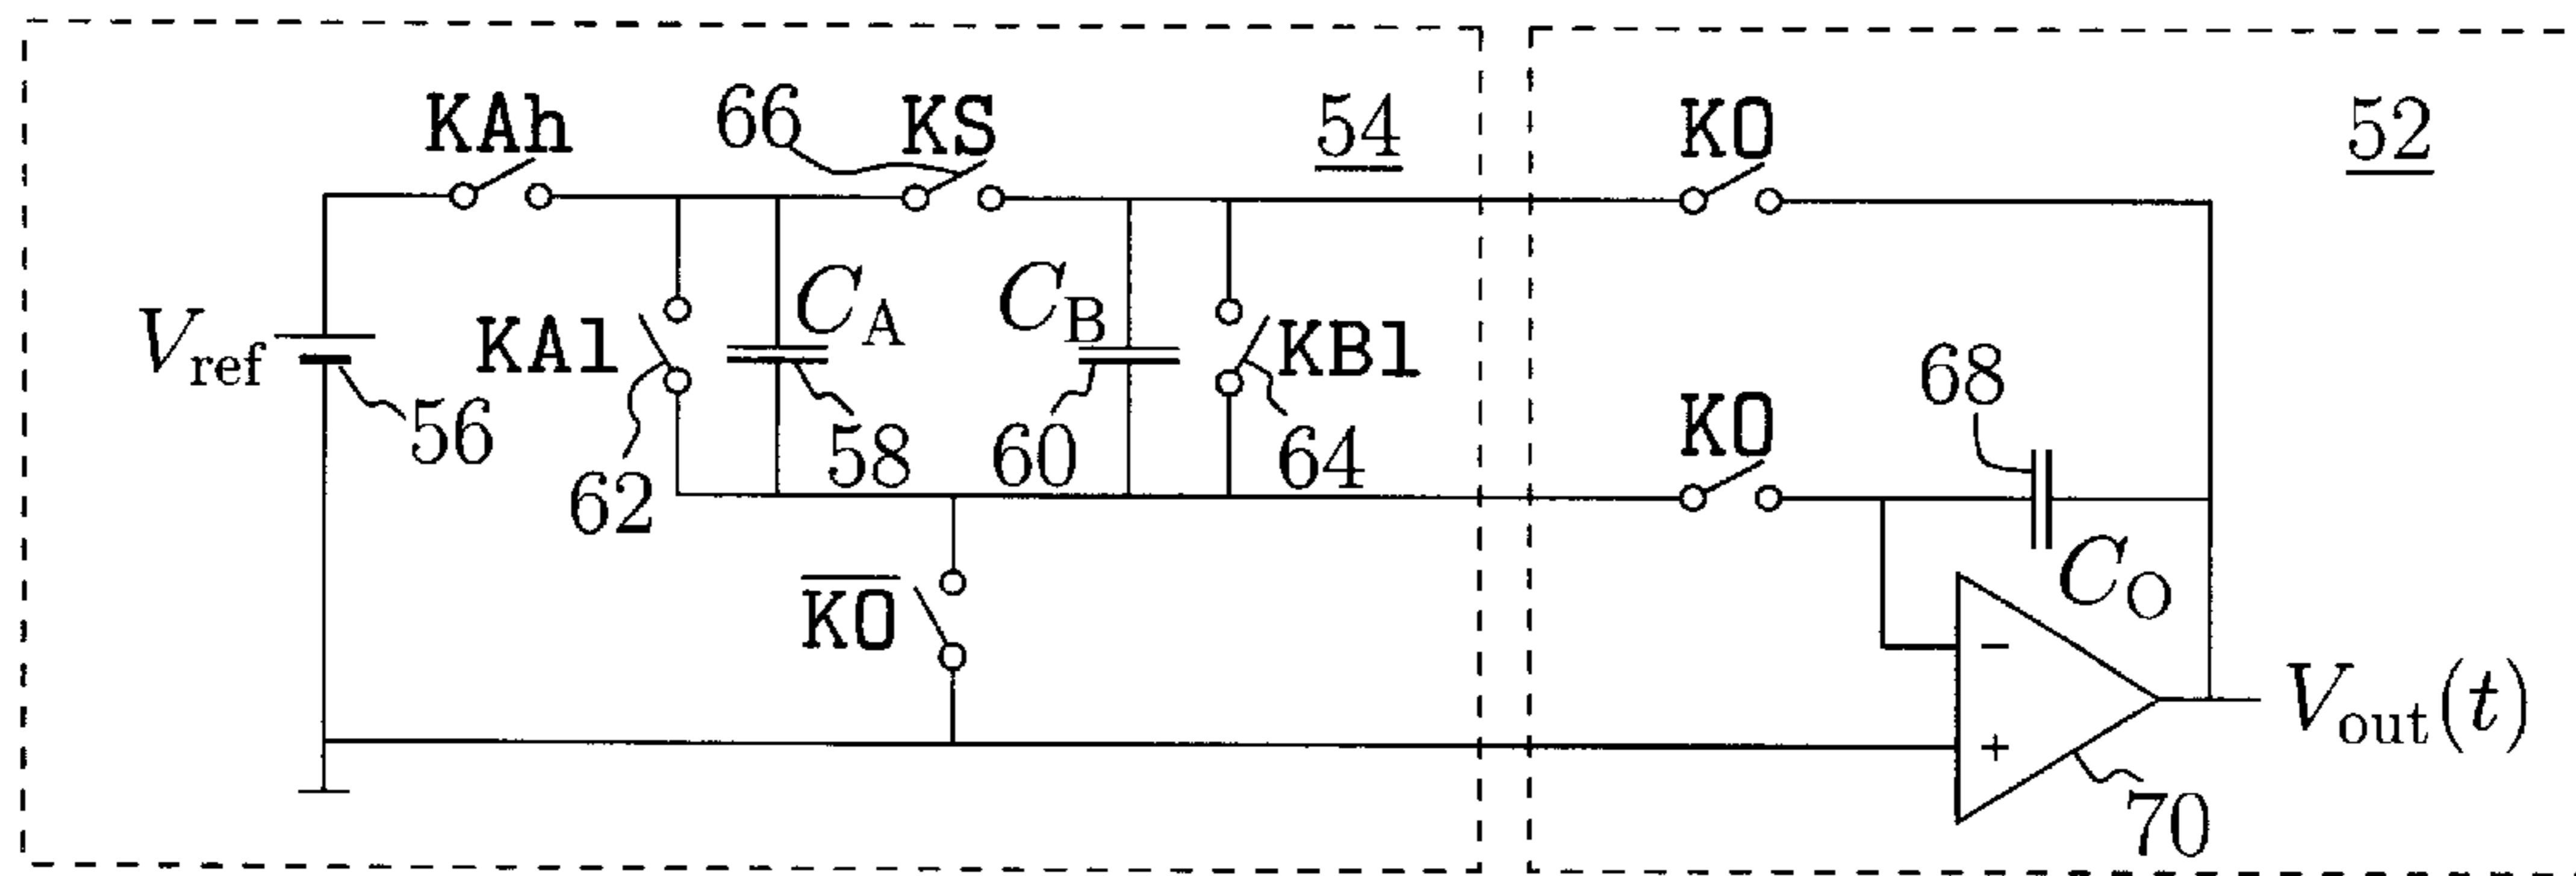 KAh
66
KS
54
KO
52
Vref
56
KAl
62
CA
58
CB
60
KBl
64
KO
68
CO
KO
−
+
70
Vout(t)